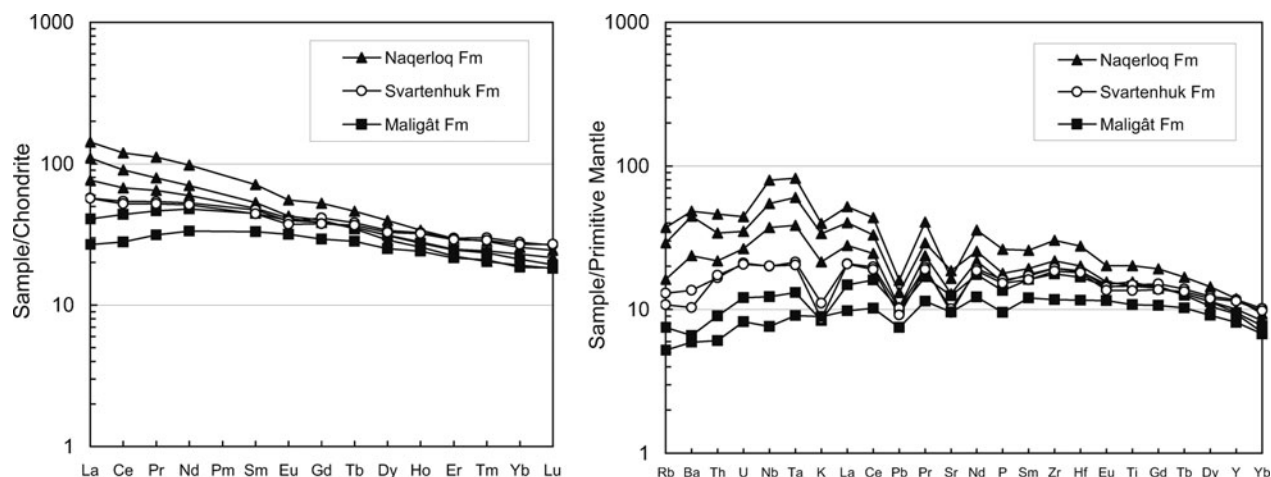 1000
100
10
1
Sample/Chondrite
Naqerloq Fm
Svartenhuk Fm
Maligât Fm
La Ce Pr Nd Pm Sm Eu Gd Tb Dy Ho Er Tm Yb Lu
1000
100
10
1
Sample/Primitive Mantle
Naqerloq Fm
Svartenhuk Fm
Maligât Fm
Rb Ba Th U Nb Ta K La Ce Pb Pr Sr Nd P Sm Zr Hf Eu Ti Gd Tb Dy Y Yb